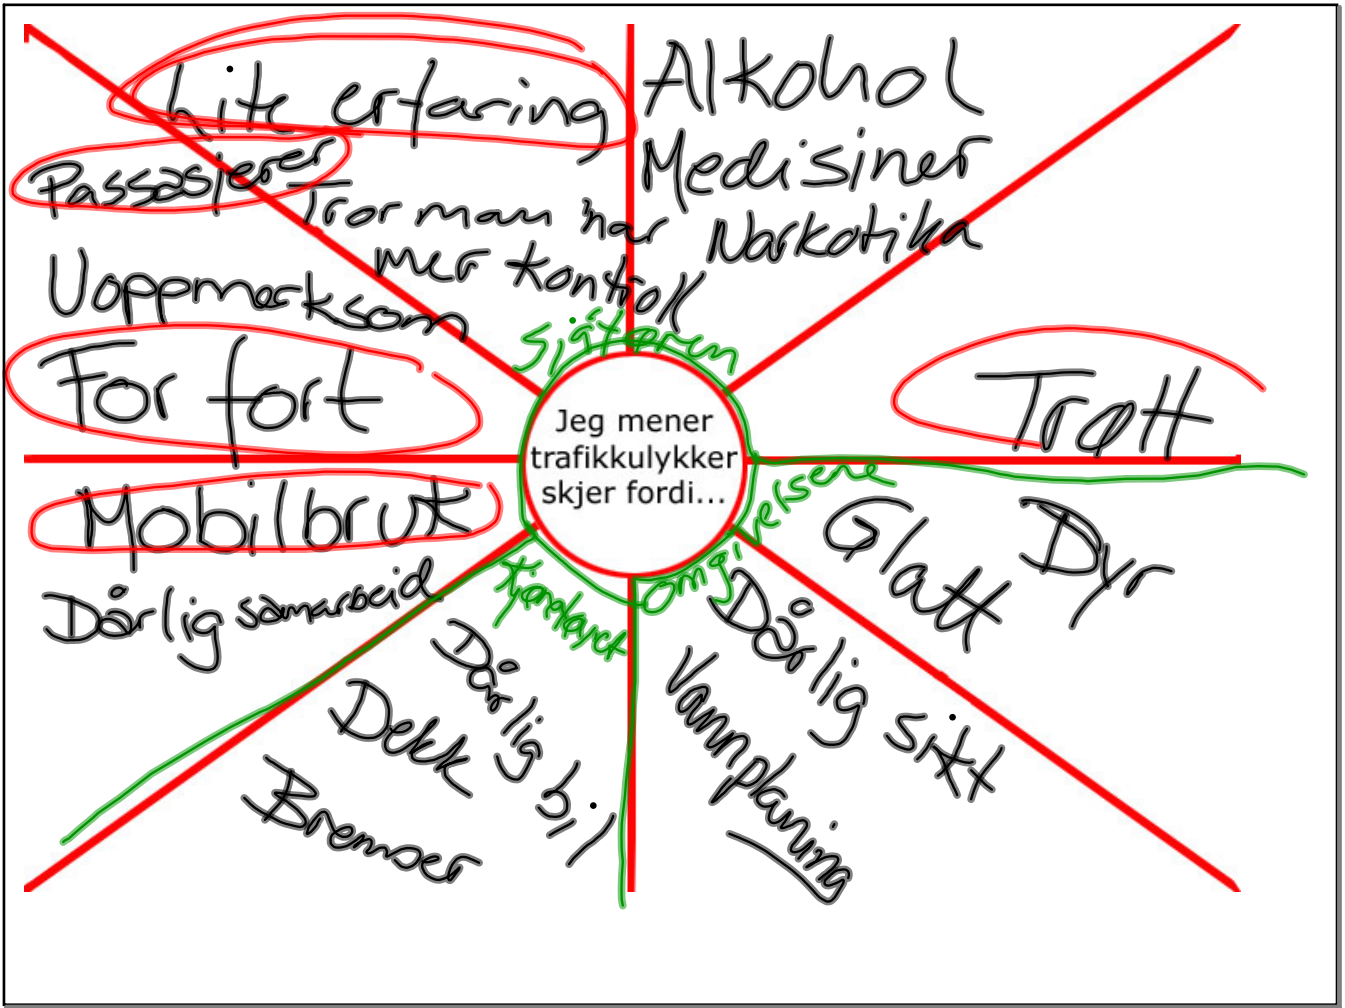 Lite erfaring
Passasjerer
Tror man har
mer kontroll
Uoppmerksom
For fort
Alkohol
Medisiner
Narkotika
Sjåføren
Jeg mener
trafikkulykker
skjer fordi...
Trøtt
Mobilbruk
Dårlig samarbeid
Kjøretøyet
Dårlig bil
Dekk
Bremser
Omgivelsene
Glatt
Dyr
Dårlig sikt
Vannplaning